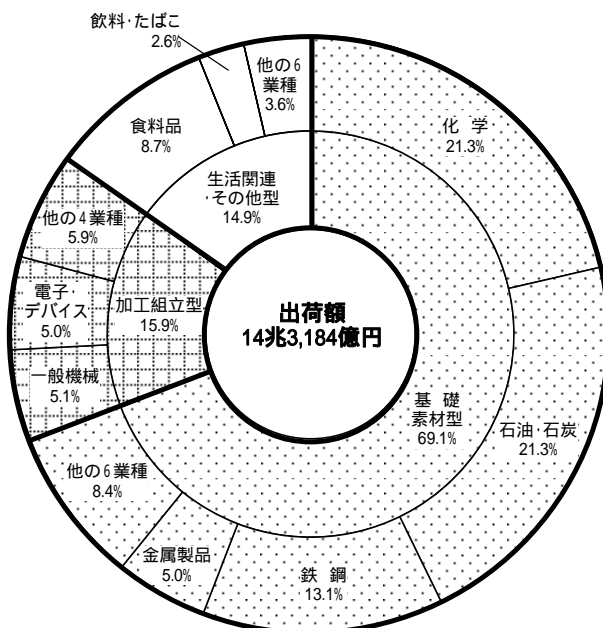 飲料・たばこ
2.6%
他の6
業種
3.6%
化 学
21.3%
食料品
8.7%
生活関連
・その他型
14.9%
他の4業種
5.9%
電子・
デバイス
5.0%
加工組立型
15.9%
一般機械
5.1%
出荷額
14兆3,184億円
基 礎
素材型
69.1%
石油・石炭
21.3%
他の6業種
8.4%
金属製品
5.0%
鉄 鋼
13.1%